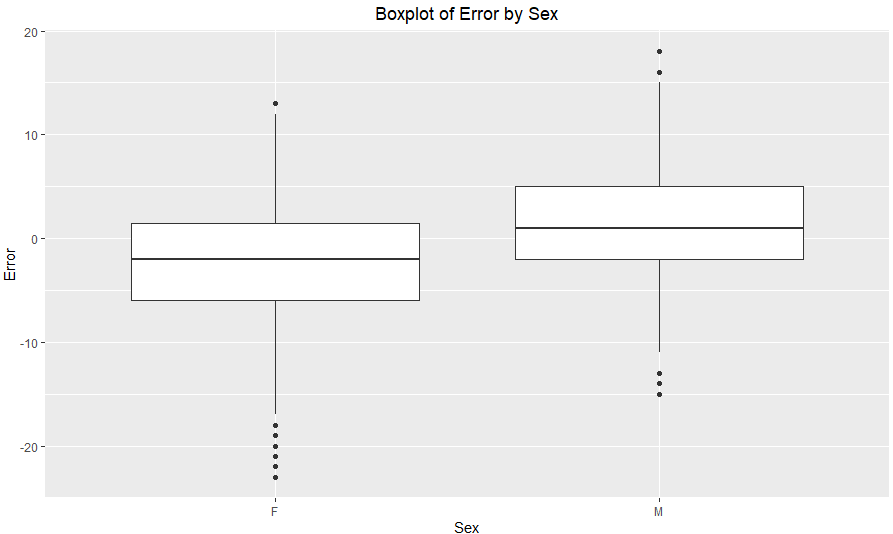 Boxplot of Error by Sex
20
10
0
-10
-20
Error
F
M
Sex